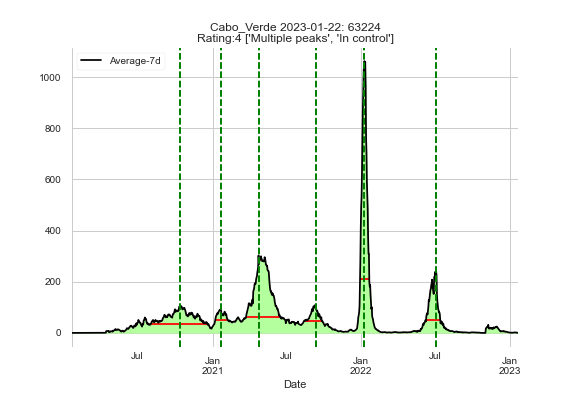 Cabo_Verde 2023-01-22: 63224
Rating:4 ['Multiple peaks', 'In control']
Average-7d
1000
800
600
400
200
0
Jul
Jan
2021
Jul
Jan
2022
Jul
Jan
2023
Date